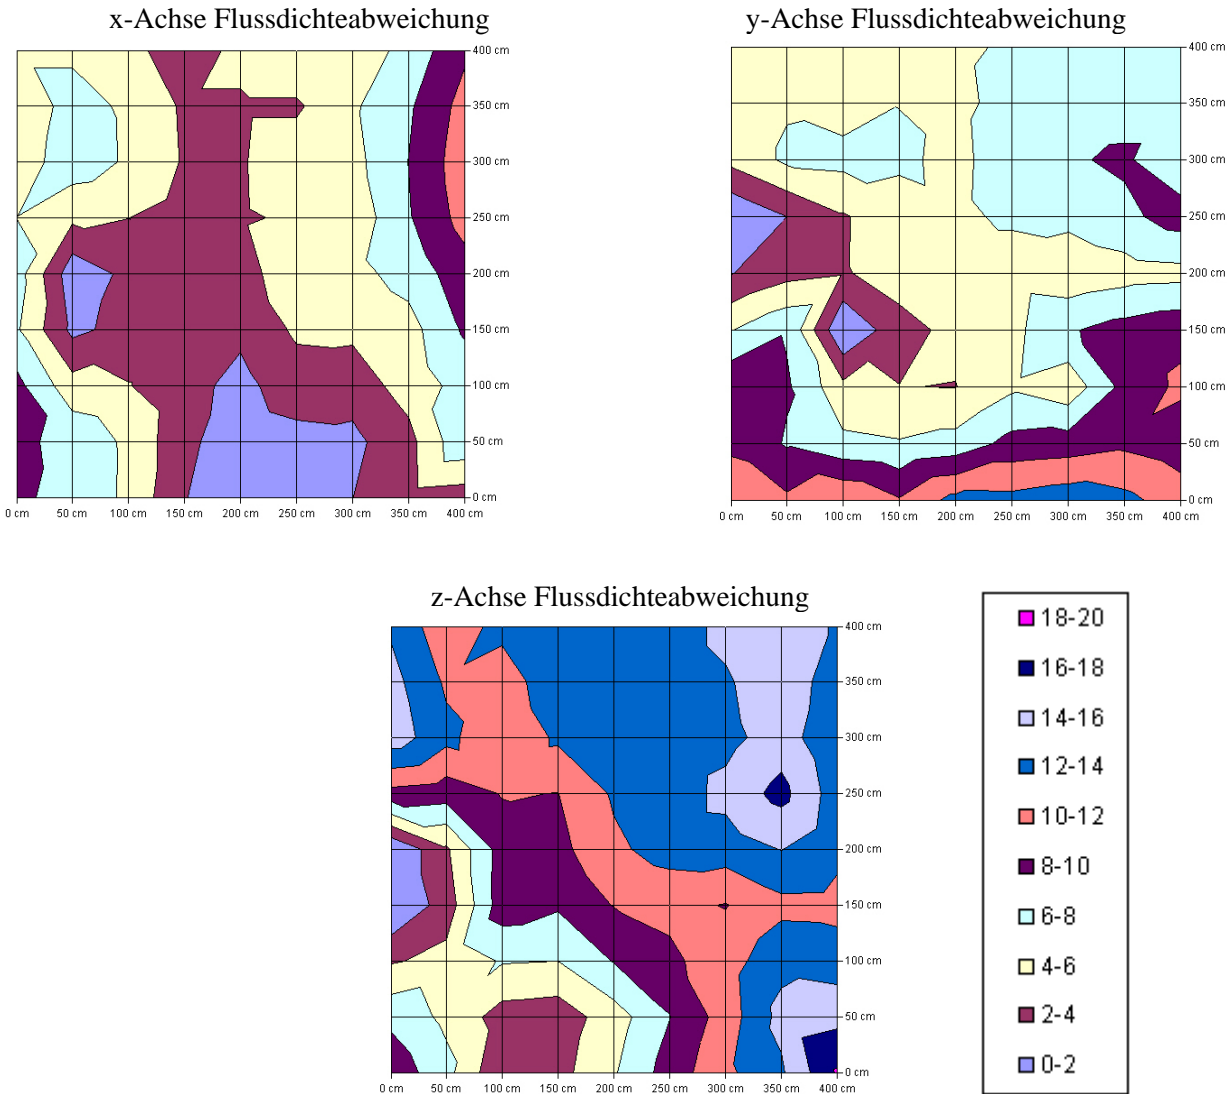 x-Achse Flussdichteabweichung
400 cm
350 cm
300 cm
250 cm
200 cm
150 cm
100 cm
50 cm
0 cm
0 cm 50 cm 100 cm 150 cm 200 cm 250 cm 300 cm 350 cm 400 cm
y-Achse Flussdichteabweichung
400 cm
350 cm
300 cm
250 cm
200 cm
150 cm
100 cm
50 cm
0 cm
0 cm 50 cm 100 cm 150 cm 200 cm 250 cm 300 cm 350 cm 400 cm
z-Achse Flussdichteabweichung
400 cm
350 cm
300 cm
250 cm
200 cm
150 cm
100 cm
50 cm
0 cm
0 cm 50 cm 100 cm 150 cm 200 cm 250 cm 300 cm 350 cm 400 cm
18-20
16-18
14-16
12-14
10-12
8-10
6-8
4-6
2-4
0-2